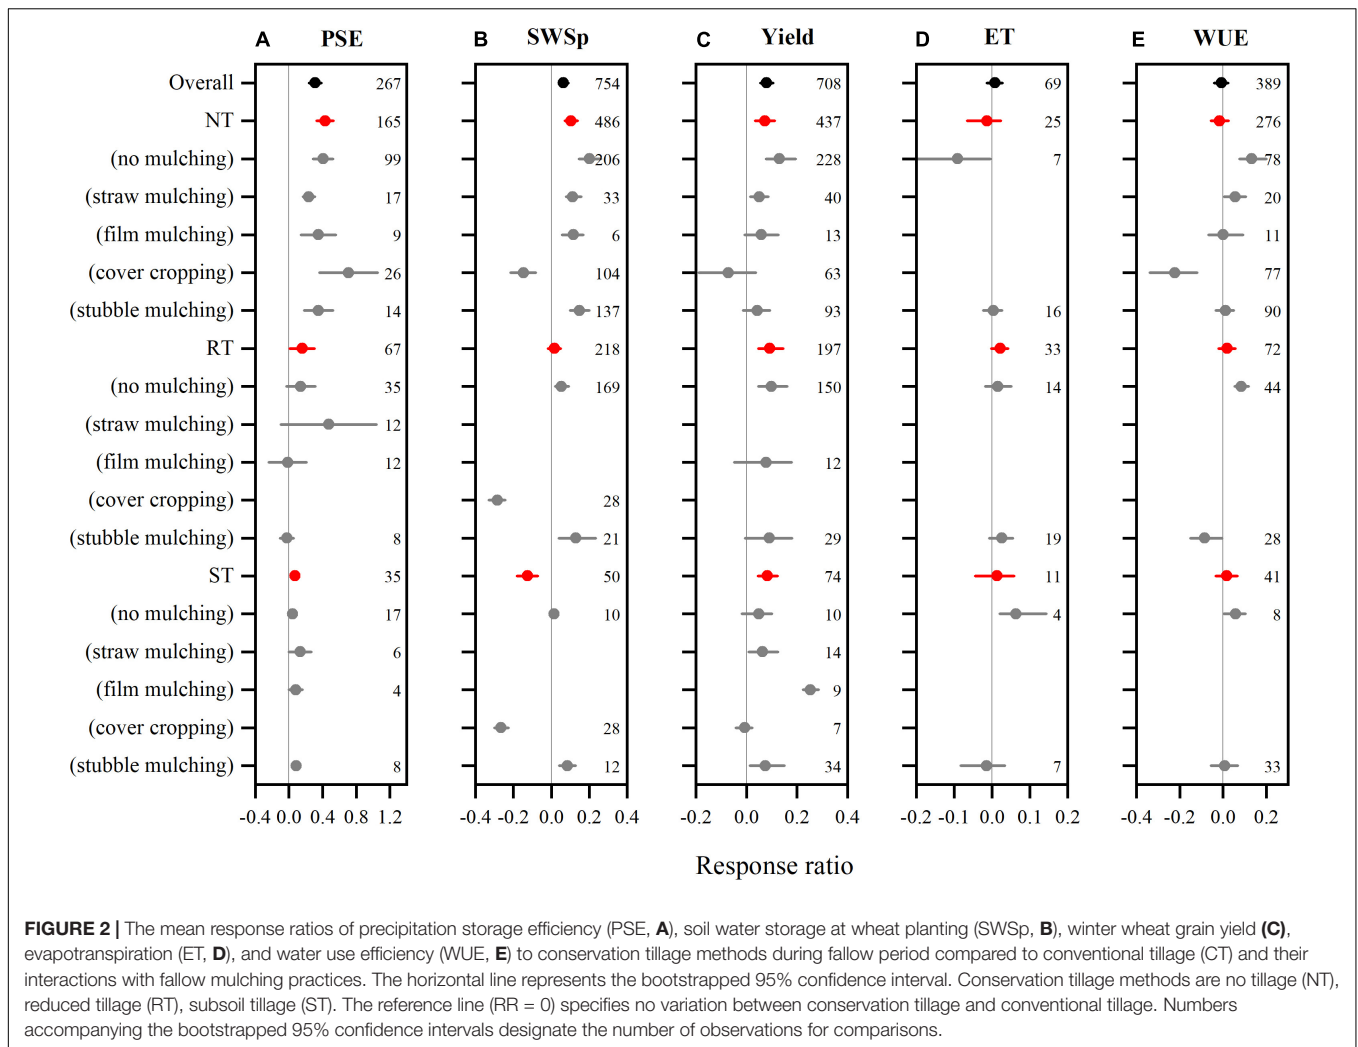 A PSE B SWSp C Yield D ET E WUE
Overall 267 754 708 69 389
NT 165 486 437 25 276
(no mulching) 99 206 228 7 78
(straw mulching) 17 33 40 20
(film mulching) 9 6 13 11
(cover cropping) 26 104 63 77
(stubble mulching) 14 137 93 16 90
RT 67 218 197 33 72
(no mulching) 35 169 150 14 44
(straw mulching) 12
(film mulching) 12 12
(cover cropping) 28
(stubble mulching) 8 21 29 19 28
ST 35 50 74 11 41
(no mulching) 17 10 10 4 8
(straw mulching) 6 14
(film mulching) 4 9
(cover cropping) 28 7
(stubble mulching) 8 12 34 7 33
-0.4 0.0 0.4 0.8 1.2 -0.4 -0.2 0.0 0.2 0.4 -0.2 0.0 0.2 0.4 -0.2 -0.1 0.0 0.1 0.2 -0.4 -0.2 0.0 0.2
Response ratio
FIGURE 2 | The mean response ratios of precipitation storage efficiency (PSE, A), soil water storage at wheat planting (SWSp, B), winter wheat grain yield (C),
evapotranspiration (ET, D), and water use efficiency (WUE, E) to conservation tillage methods during fallow period compared to conventional tillage (CT) and their
interactions with fallow mulching practices. The horizontal line represents the bootstrapped 95% confidence interval. Conservation tillage methods are no tillage (NT),
reduced tillage (RT), subsoil tillage (ST). The reference line (RR = 0) specifies no variation between conservation tillage and conventional tillage. Numbers
accompanying the bootstrapped 95% confidence intervals designate the number of observations for comparisons.